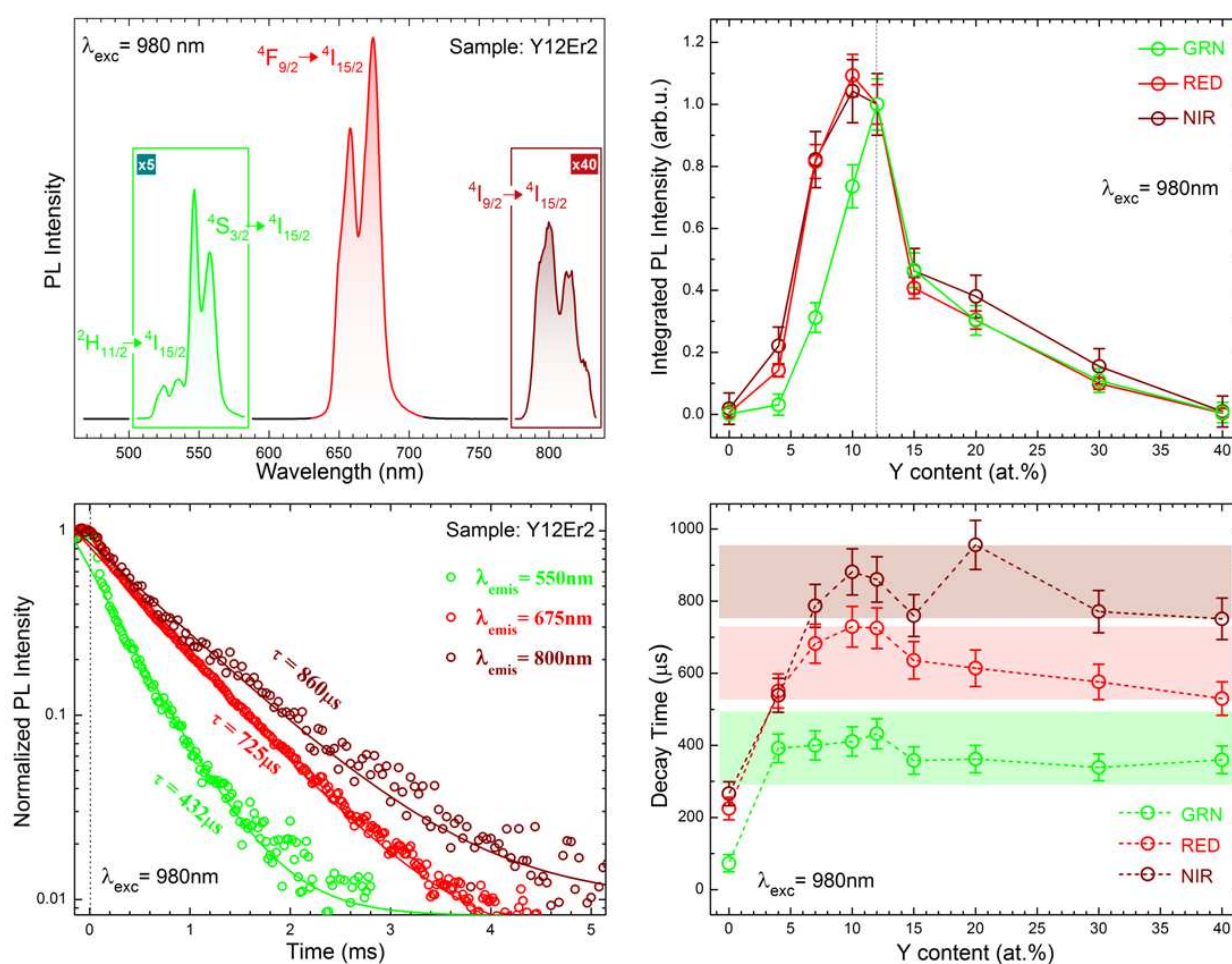 λexc= 980 nm
Sample: Y12Er2
4F9/2→4I15/2
x5
x40
4I9/2→4I15/2
4S3/2→4I15/2
2H11/2→4I15/2
PL Intensity
500 550 600 650 700 750 800
Wavelength (nm)
1.2
1.0
0.8
0.6
0.4
0.2
0.0
Integrated PL Intensity (arb.u.)
GRN
RED
NIR
λexc= 980nm
0 5 10 15 20 25 30 35 40
Y content (at.%)
Sample: Y12Er2
λemis= 550nm
λemis= 675nm
λemis= 800nm
τ = 860µs
τ = 725µs
τ = 432µs
λexc= 980nm
1
0.1
0.01
Normalized PL Intensity
0 1 2 3 4 5
Time (ms)
1000
800
600
400
200
0
Decay Time (µs)
GRN
RED
NIR
λexc= 980nm
0 5 10 15 20 25 30 35 40
Y content (at.%)